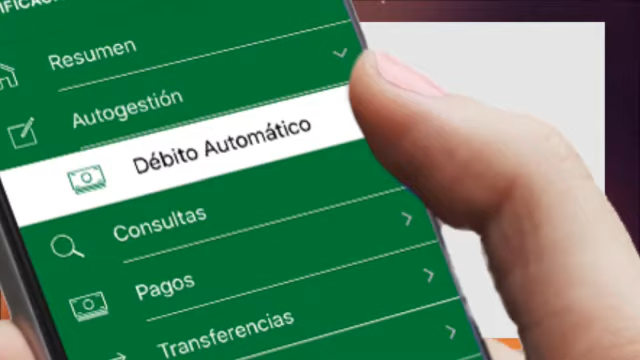 Resumen
Autogestión
Débito Automático
Consultas
Pagos
Transferencias